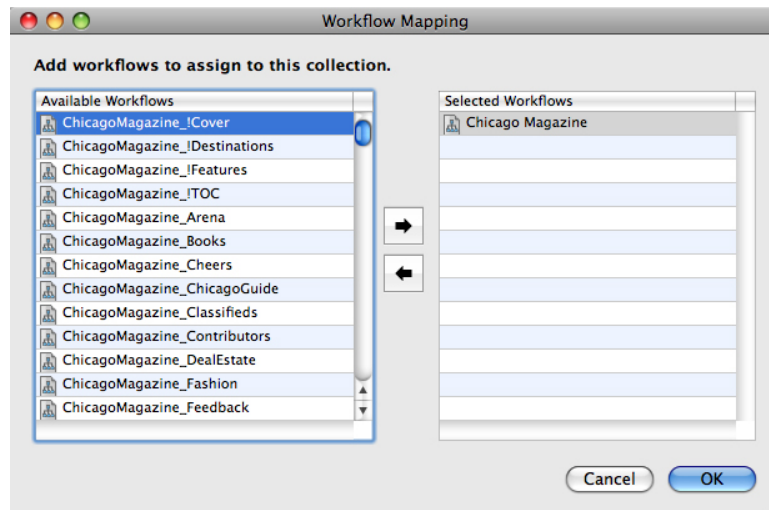 Workflow Mapping
Add workflows to assign to this collection.
Available Workflows
ChicagoMagazine_!Cover
ChicagoMagazine_!Destinations
ChicagoMagazine_!Features
ChicagoMagazine_!TOC
ChicagoMagazine_Arena
ChicagoMagazine_Books
ChicagoMagazine_Cheers
ChicagoMagazine_ChicagoGuide
ChicagoMagazine_Classifieds
ChicagoMagazine_Contributors
ChicagoMagazine_DealEstate
ChicagoMagazine_Fashion
ChicagoMagazine_Feedback
Selected Workflows
Chicago Magazine
Cancel
OK